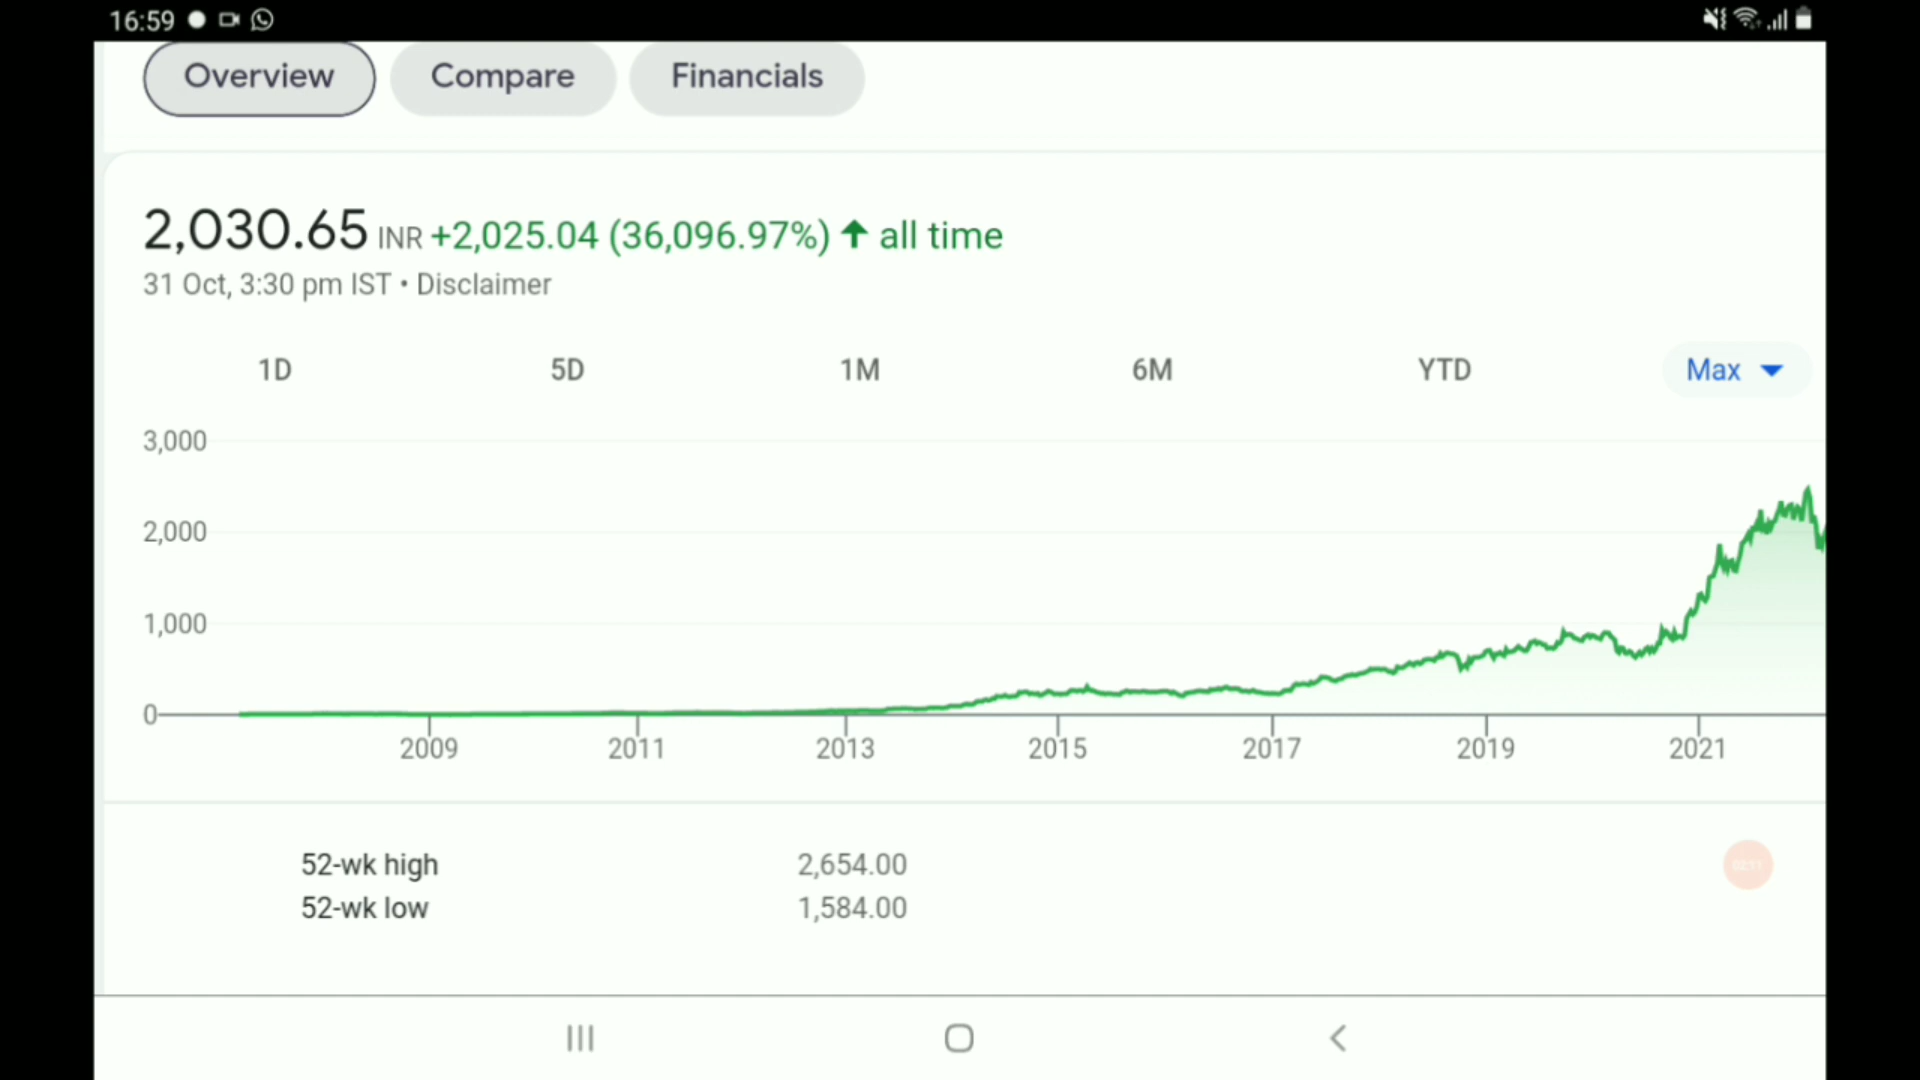 16:59
Overview Compare Financials
2,030.65 INR +2,025.04 (36,096.97%) ↑ all time
31 Oct, 3:30 pm IST • Disclaimer
1D 5D 1M 6M YTD Max
3,000
2,000
1,000
0
2009 2011 2013 2015 2017 2019 2021
52-wk high 2,654.00
52-wk low 1,584.00